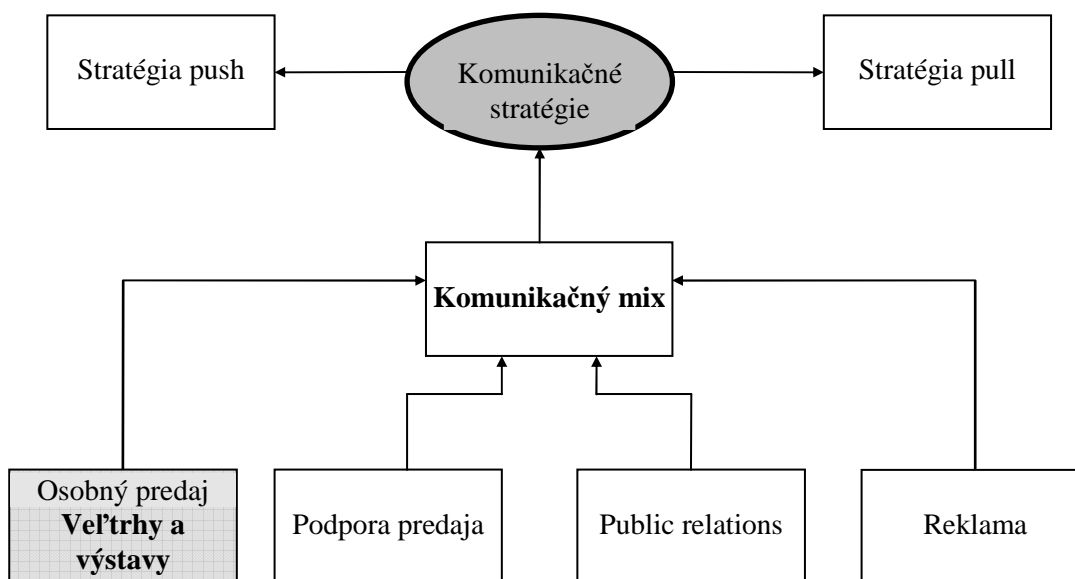 Stratégia push
Komunikačné
stratégie
Stratégia pull
Komunikačný mix
Osobný predaj
Veľtrhy a
výstavy
Podpora predaja
Public relations
Reklama